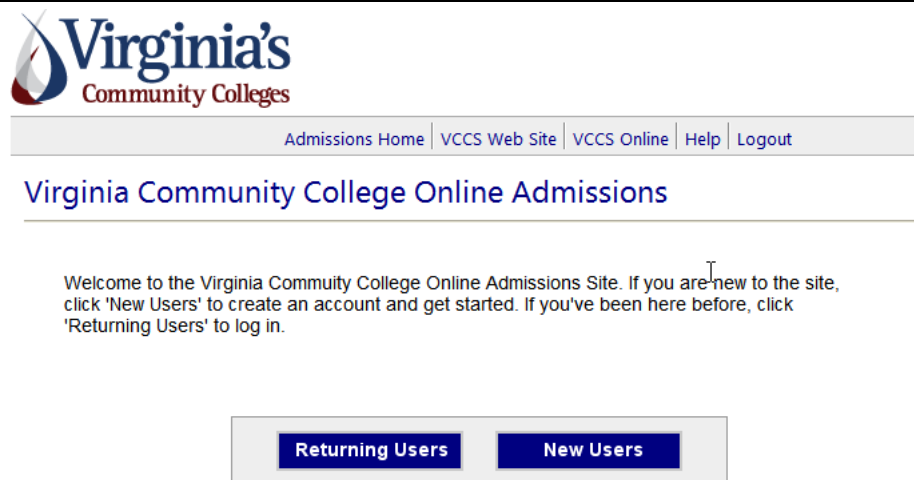 Virginia's
Community Colleges
Admissions Home VCCS Web Site VCCS Online Help Logout
Virginia Community College Online Admissions
Welcome to the Virginia Commuity College Online Admissions Site. If you are new to the site,
click 'New Users' to create an account and get started. If you've been here before, click
'Returning Users' to log in.
Returning Users New Users